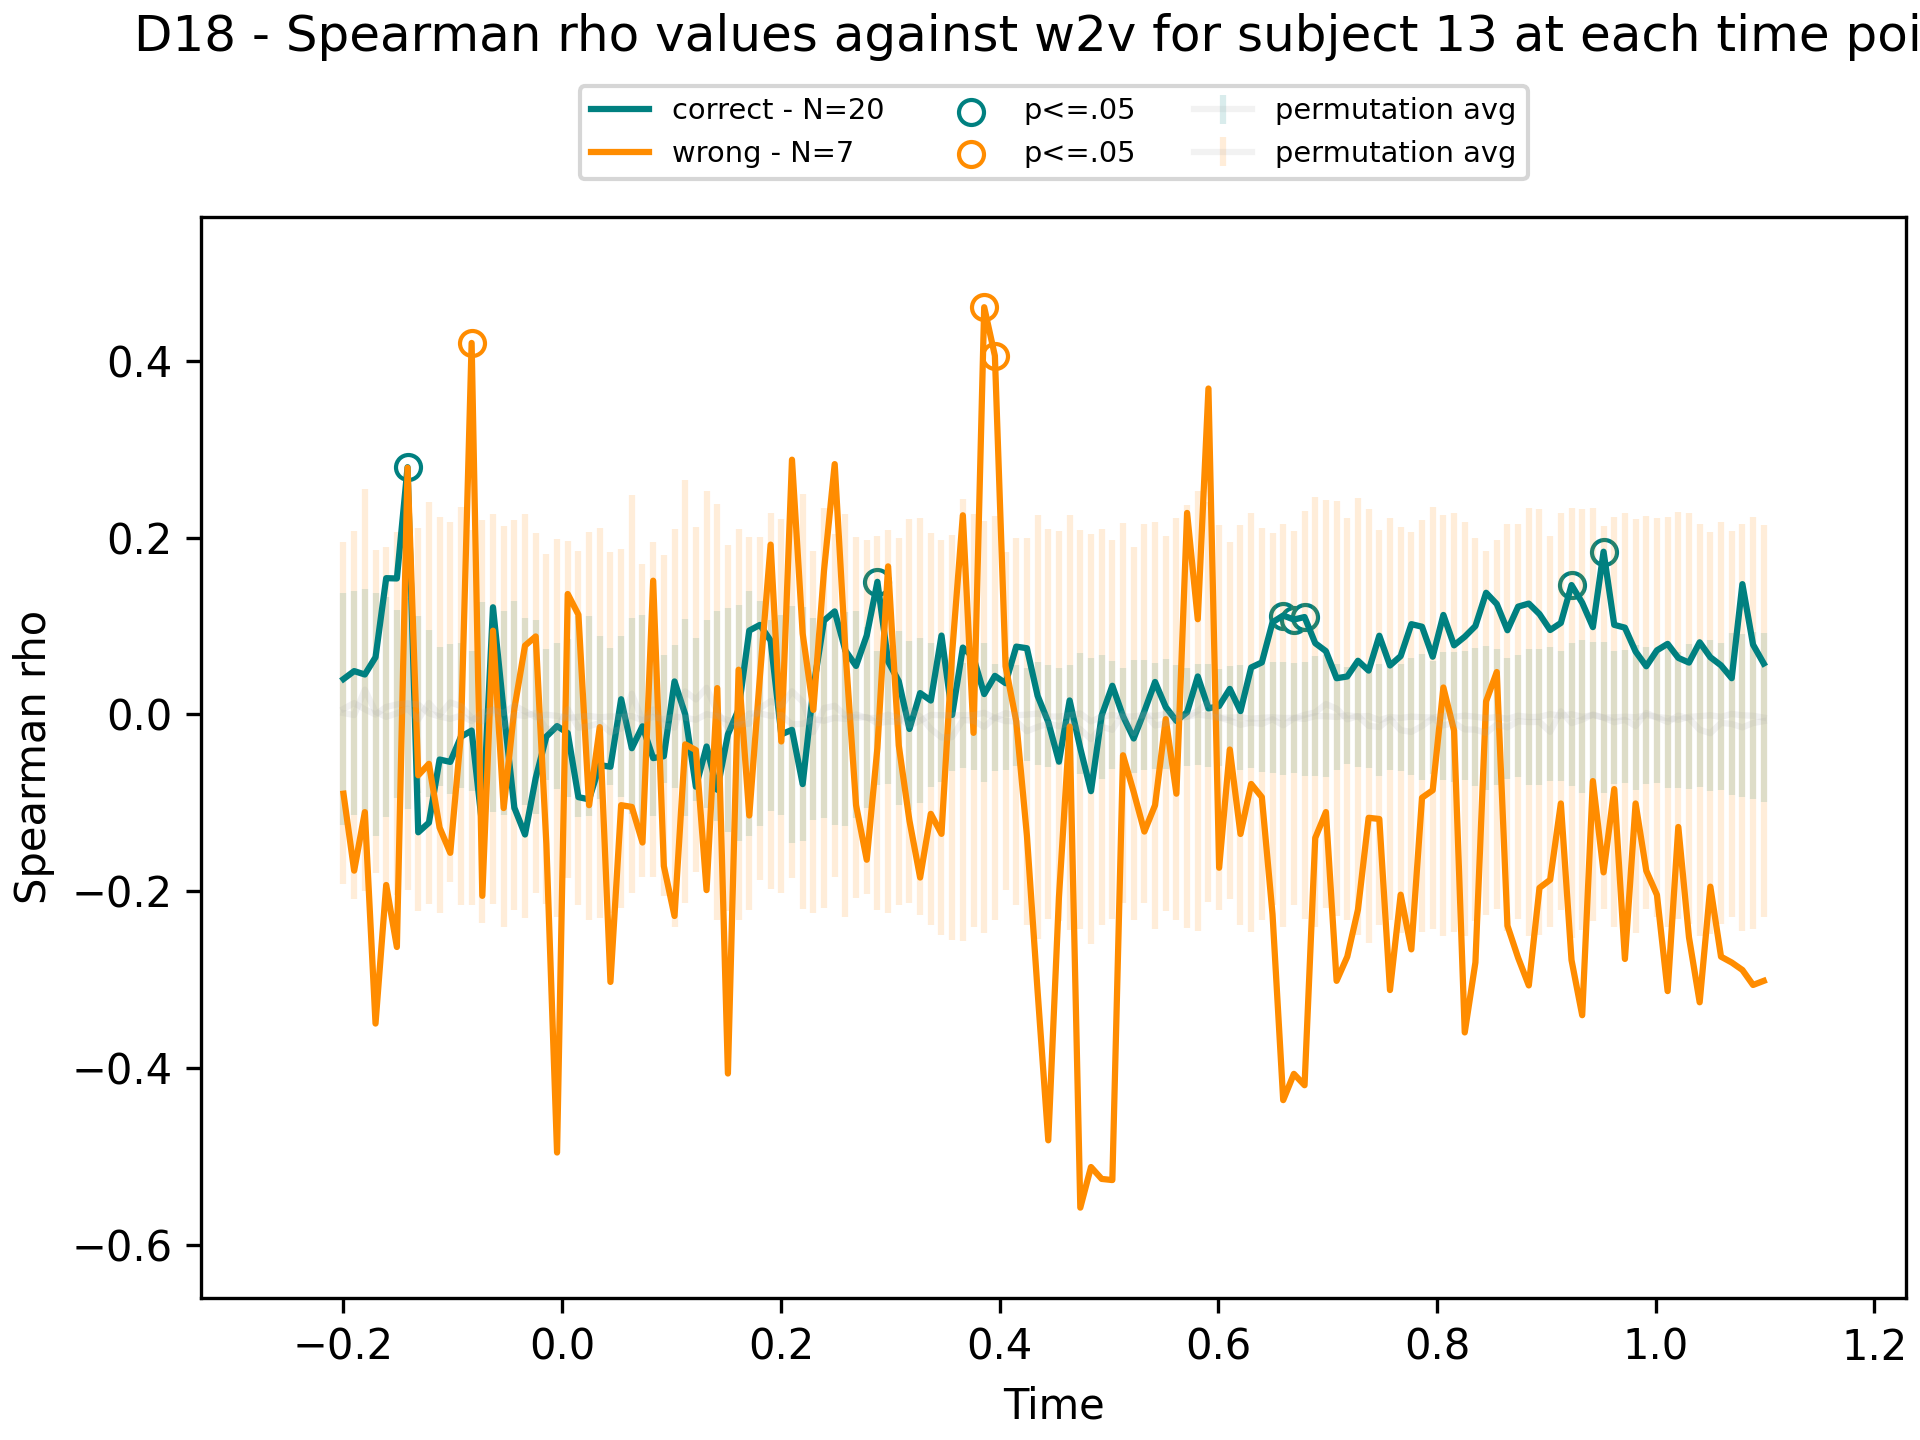 D18 - Spearman rho values against w2v for subject 13 at each time poi
correct - N=20
wrong - N=7
p<=.05
p<=.05
permutation avg
permutation avg
Spearman rho
0.4
0.2
0.0
−0.2
−0.4
−0.6
−0.2 0.0 0.2 0.4 0.6 0.8 1.0 1.2
Time